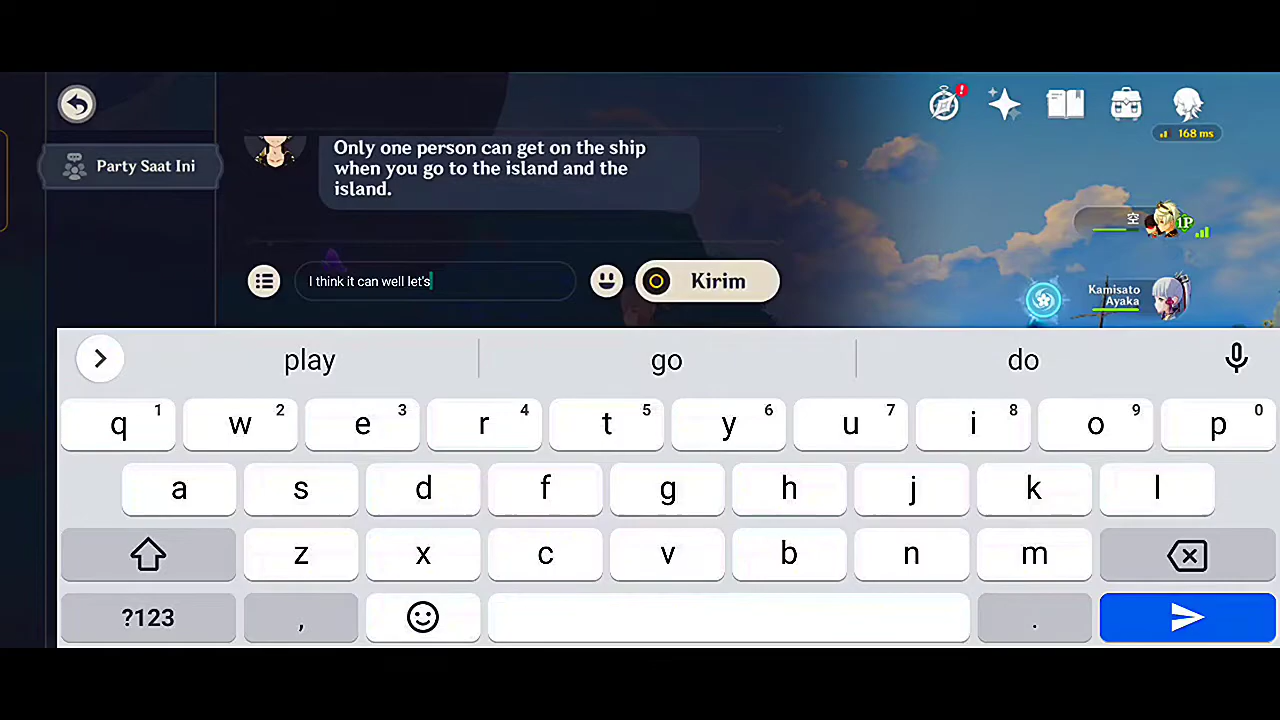 Party Saat Ini
Only one person can get on the ship
when you go to the island and the
island.
168 ms
空
1P
I think it can well let's
Kirim
Kamisato
Ayaka
play go do
q 1 w 2 e 3 r 4 t 5 y 6 u 7 i 8 o 9 p 0
a s d f g h j k l
z x c v b n m
?123 , .